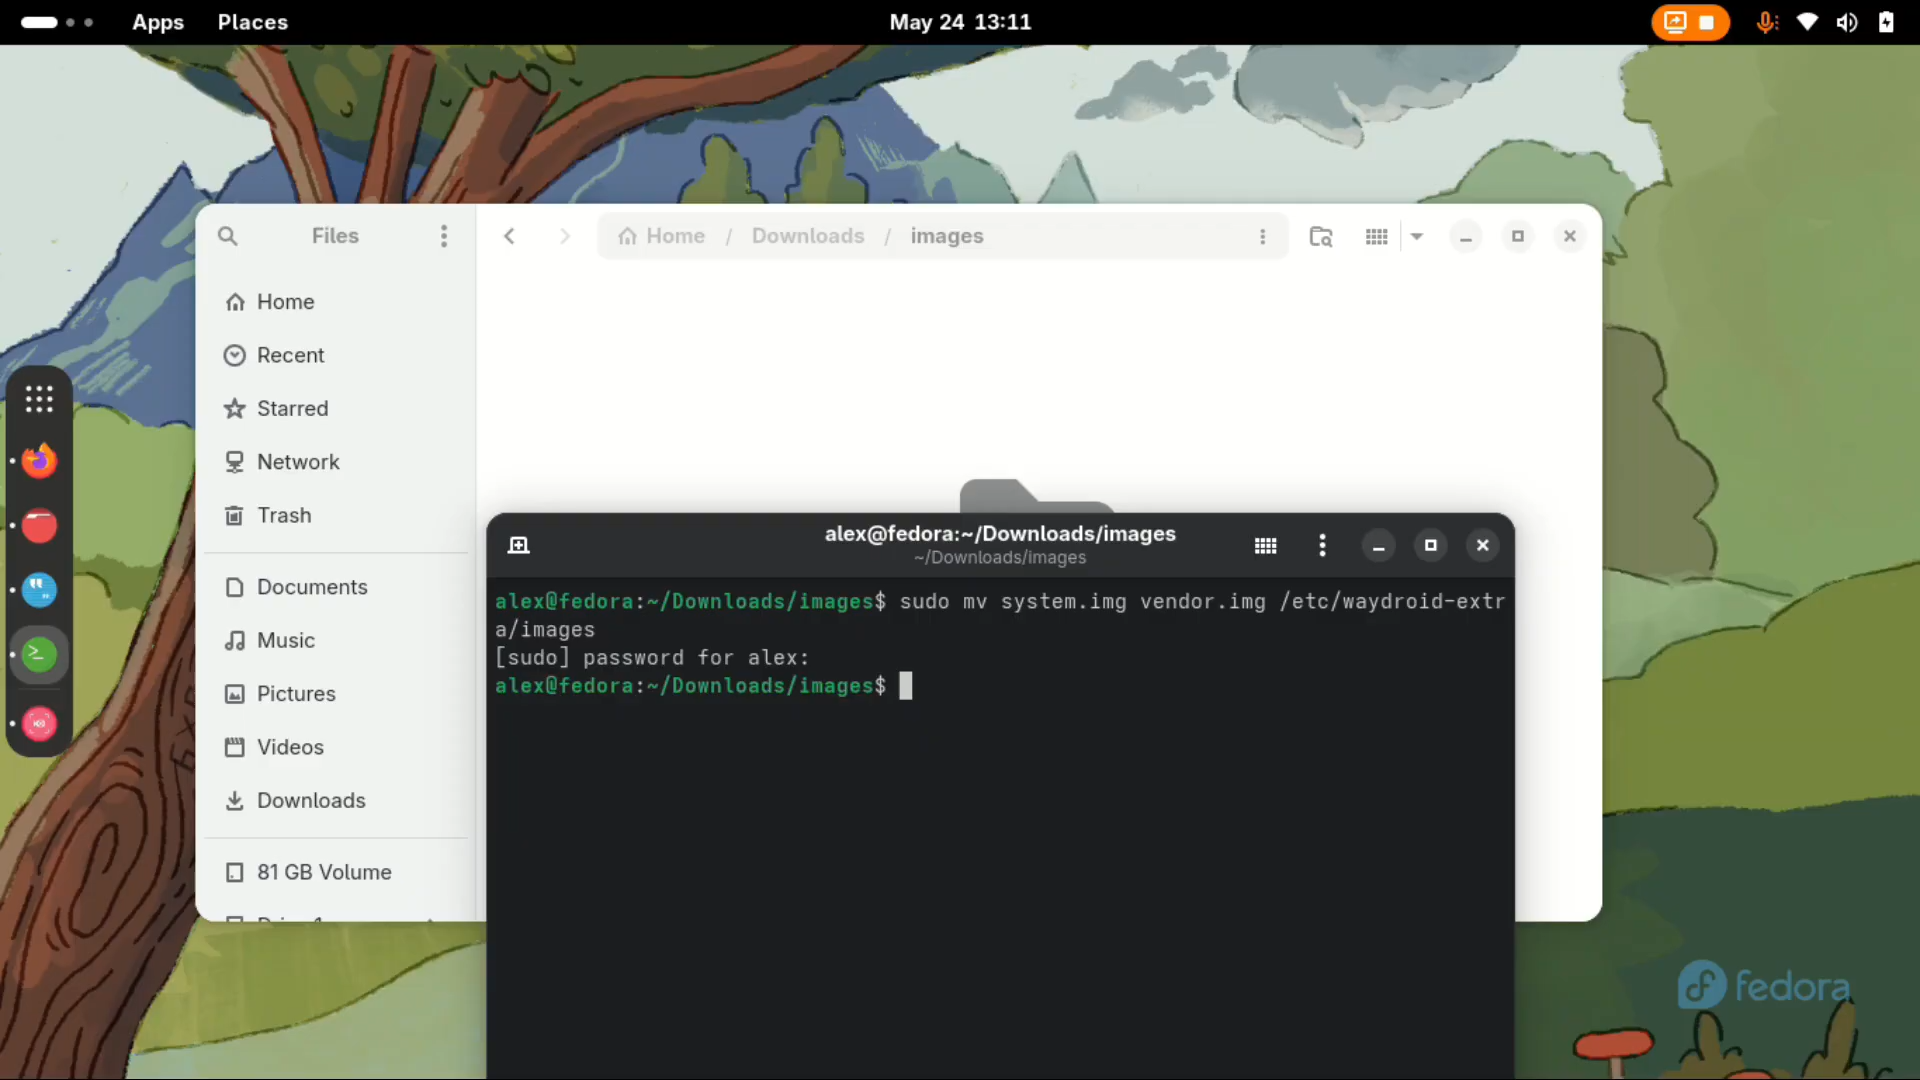 Apps Places May 24 13:11
Files Home / Downloads / images
Home
Recent
Starred
Network
Trash
Documents
Music
Pictures
Videos
Downloads
81 GB Volume
alex@fedora:~/Downloads/images
~/Downloads/images
alex@fedora:~/Downloads/images$ sudo mv system.img vendor.img /etc/waydroid-extr
a/images
[sudo] password for alex:
alex@fedora:~/Downloads/images$
fedora